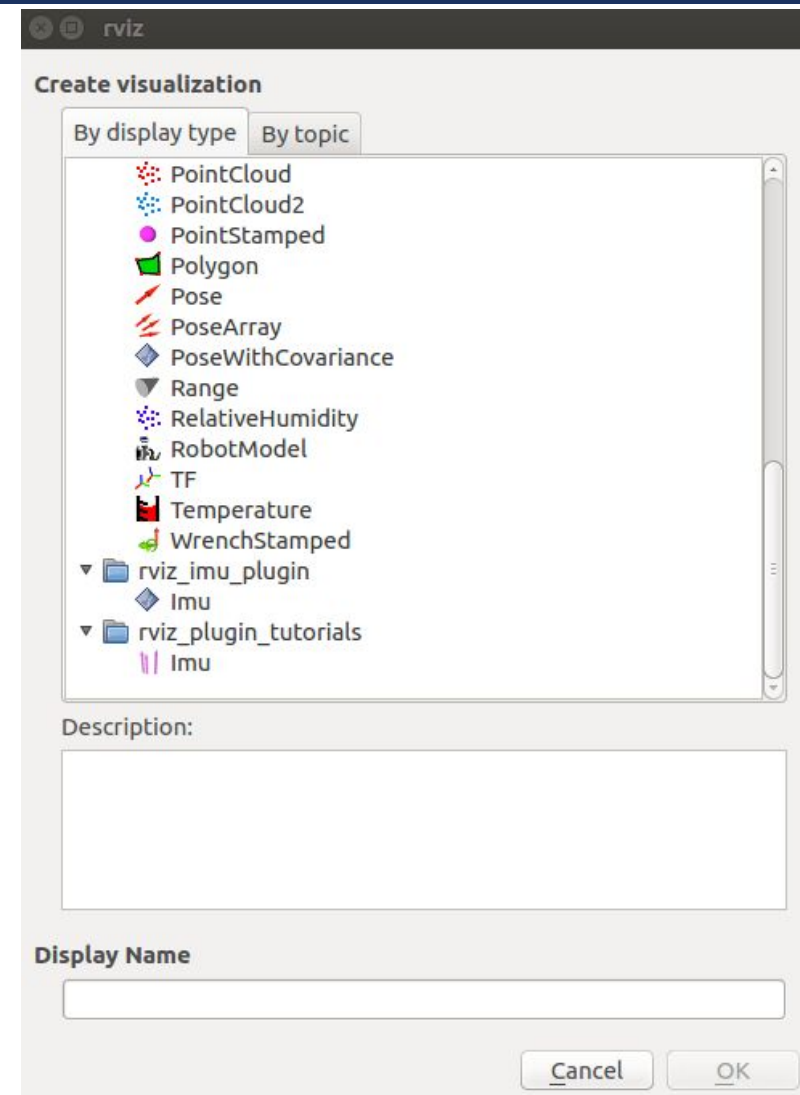 rviz
Create visualization
By display type By topic
PointCloud
PointCloud2
PointStamped
Polygon
Pose
PoseArray
PoseWithCovariance
Range
RelativeHumidity
RobotModel
TF
Temperature
WrenchStamped
rviz_imu_plugin
Imu
rviz_plugin_tutorials
Imu
Description:
Display Name
Cancel OK